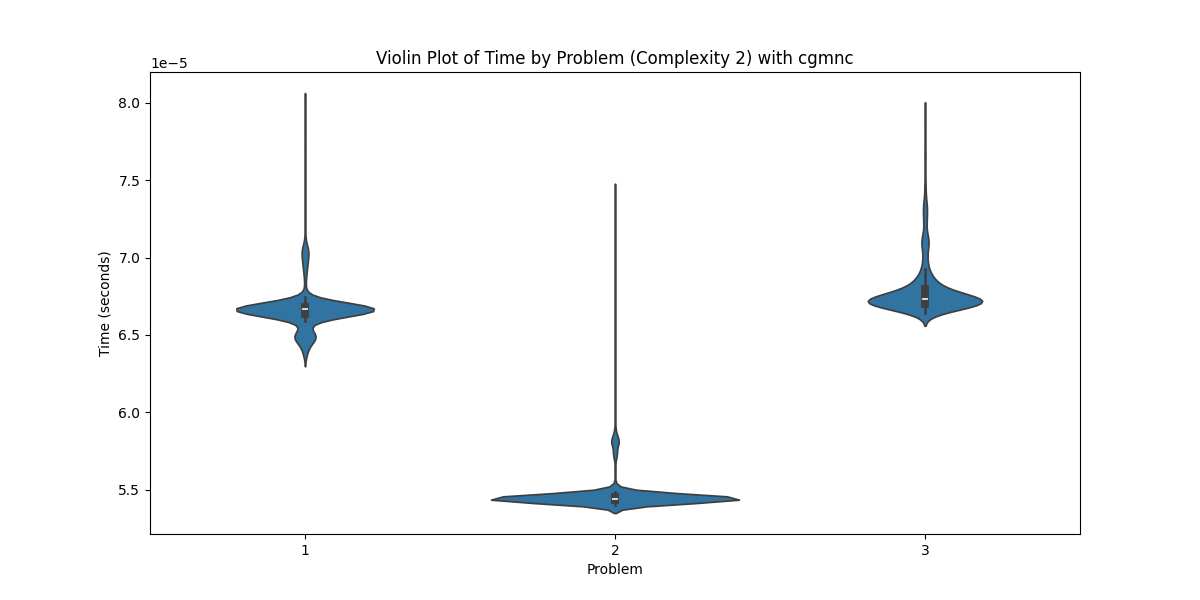 Violin Plot of Time by Problem (Complexity 2) with cgmnc
1e−5
8.0
7.5
7.0
6.5
6.0
5.5
Time (seconds)
1 2 3
Problem